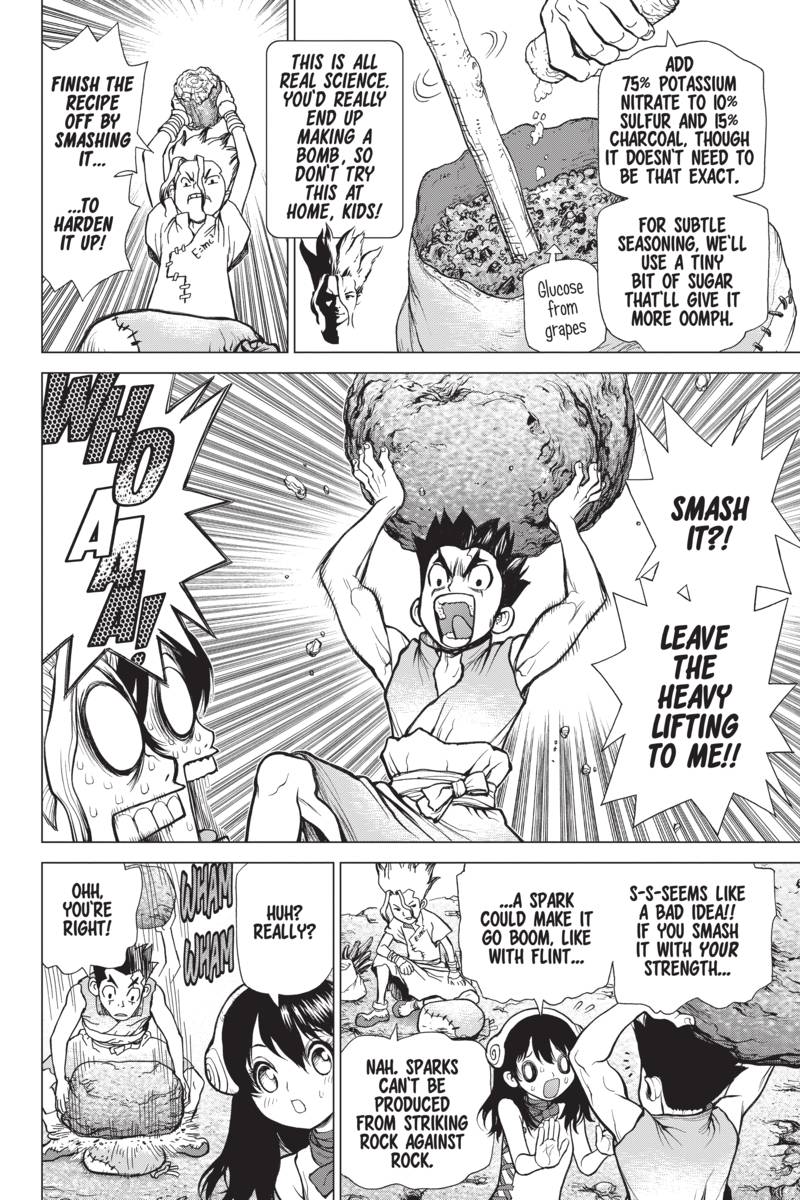 ADD
75% POTASSIUM
NITRATE TO 10%
SULFUR AND 15%
CHARCOAL, THOUGH
IT DOESN'T NEED TO
BE THAT EXACT.
FOR SUBTLE
SEASONING, WE'LL
USE A TINY
BIT OF SUGAR
THAT'LL GIVE IT
MORE OOMPH.
Glucose
from
grapes
THIS IS ALL
REAL SCIENCE.
YOU'D REALLY
END UP
MAKING A
BOMB, SO
DON'T TRY
THIS AT
HOME, KIDS!
FINISH THE
RECIPE
OFF BY
SMASHING
IT...
...TO
HARDEN
IT UP!
E=mc²
SMASH
IT?!
LEAVE
THE
HEAVY
LIFTING
TO ME!!
WHOAAAA!
S-S-SEEMS LIKE
A BAD IDEA!!
IF YOU SMASH
IT WITH YOUR
STRENGTH...
...A SPARK
COULD MAKE IT
GO BOOM, LIKE
WITH FLINT...
NAH. SPARKS
CAN'T BE
PRODUCED
FROM STRIKING
ROCK AGAINST
ROCK.
HUH?
REALLY?
WHAM
WHAM
OHH,
YOU'RE
RIGHT!